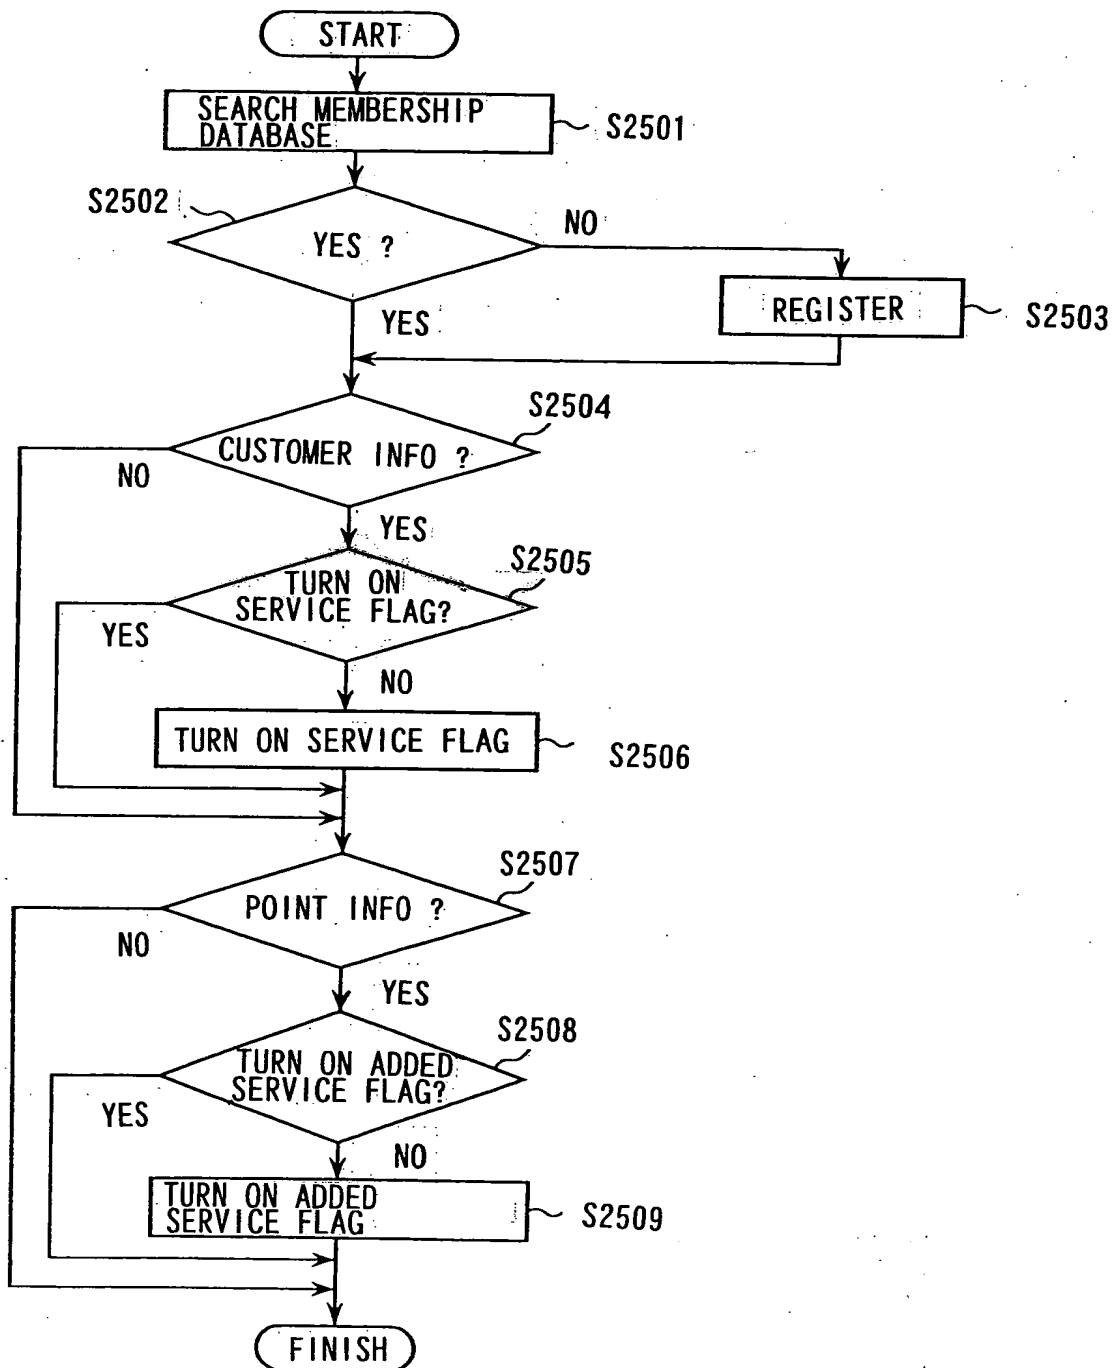 START
SEARCH MEMBERSHIP
DATABASE
S2501
S2502
YES ?
NO
REGISTER
S2503
YES
S2504
CUSTOMER INFO ?
NO
YES
S2505
TURN ON
SERVICE FLAG?
YES
NO
TURN ON SERVICE FLAG
S2506
S2507
POINT INFO ?
NO
YES
S2508
TURN ON ADDED
SERVICE FLAG?
YES
NO
TURN ON ADDED
SERVICE FLAG
S2509
FINISH